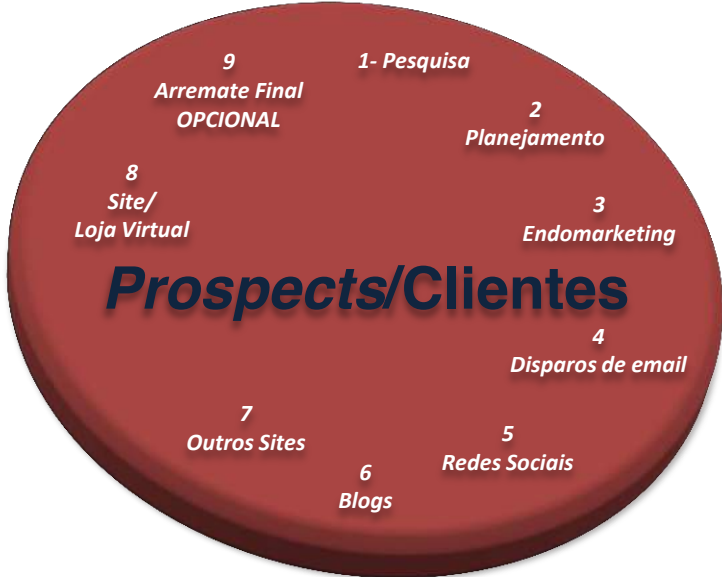 1- Pesquisa
2
Planejamento
3
Endomarketing
4
Disparos de email
5
Redes Sociais
6
Blogs
7
Outros Sites
8
Site/
Loja Virtual
9
Arremate Final
OPCIONAL
Prospects/Clientes